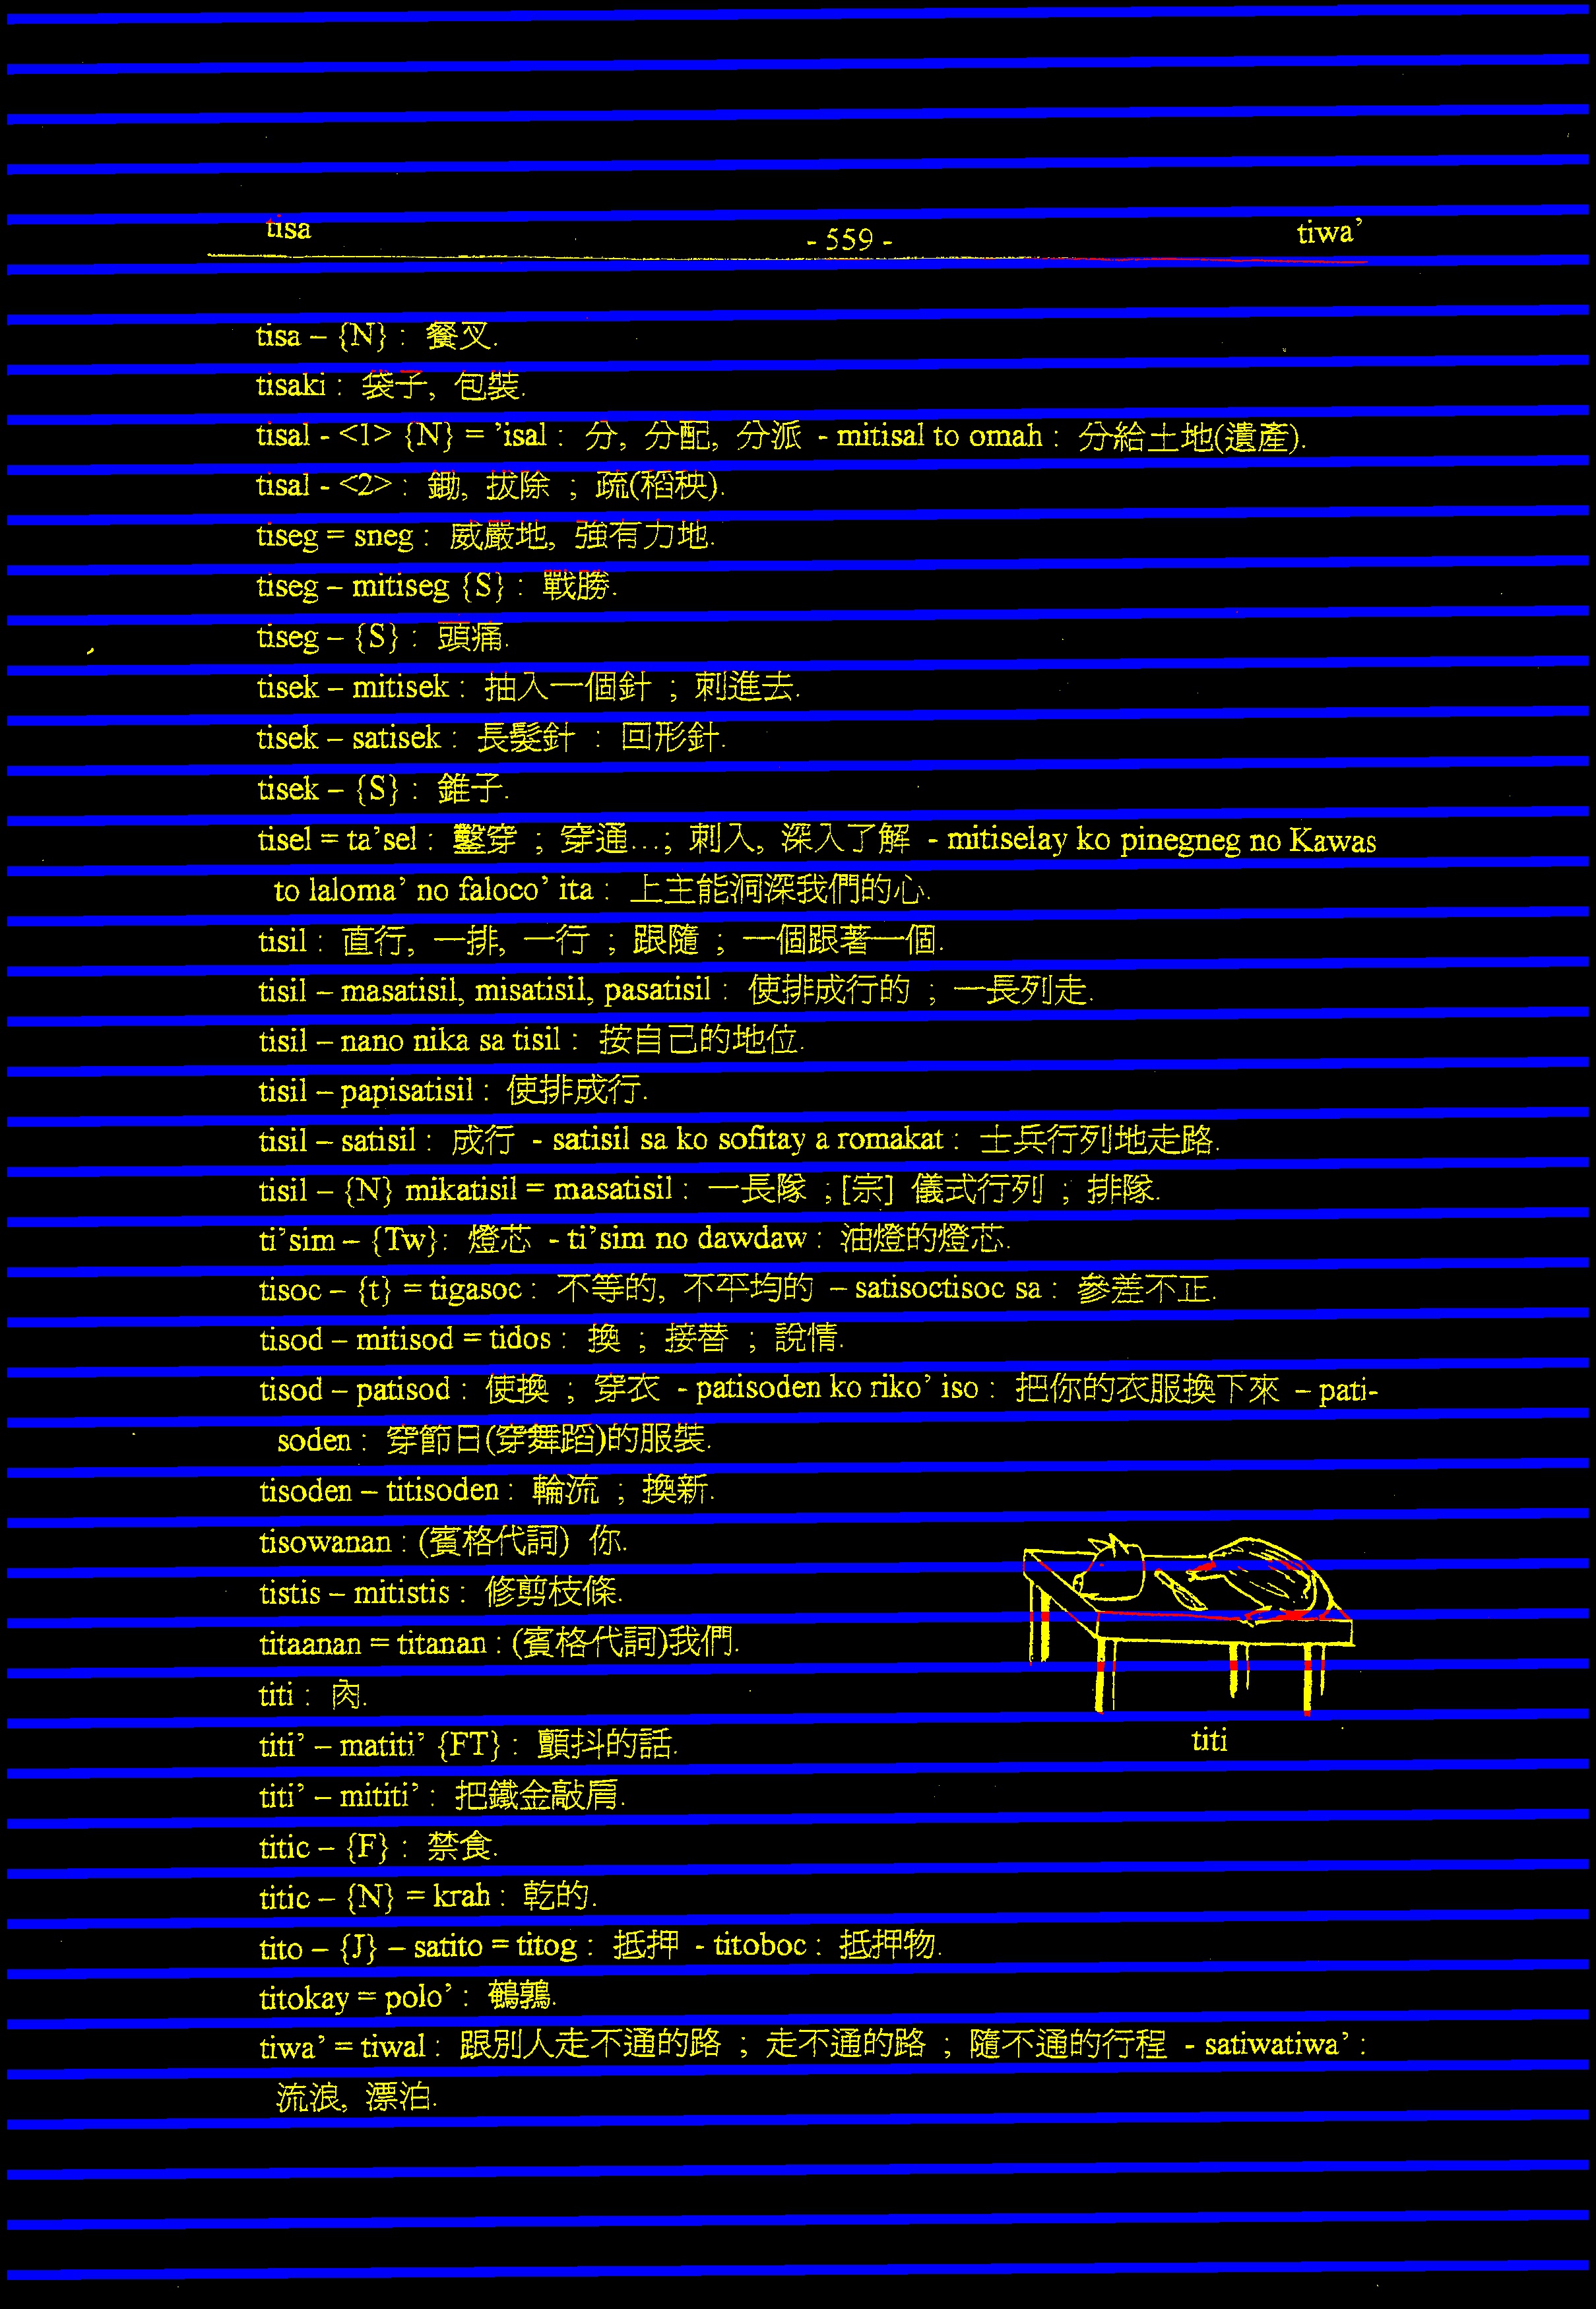 tisa
- 559 -
tiwa’
tisa – {N} : 餐叉.
tisaki : 袋子, 包裝.
tisal - <1> {N} = ’isal : 分, 分配, 分派 - mitisal to omah : 分給土地(遺產).
tisal - <2> : 鋤, 拔除 ; 疏(稻秧).
tiseg = sneg : 威嚴地, 強有力地.
tiseg – mitiseg {S} : 戰勝.
tiseg – {S} : 頭痛.
tisek – mitisek : 抽入一個針 ; 刺進去.
tisek – satisek : 長髮針 : 回形針.
tisek – {S} : 錐子.
tisel = ta’sel : 鑿穿 ; 穿通...; 刺入, 深入了解 - mitiselay ko pinegneg no Kawas
to laloma’ no faloco’ ita : 上主能洞深我們的心.
tisil : 直行, 一排, 一行 ; 跟隨 ; 一個跟著一個.
tisil – masatisil, misatisil, pasatisil : 使排成行的 ; 一長列走.
tisil – nano nika sa tisil : 按自己的地位.
tisil – papisatisil : 使排成行.
tisil – satisil : 成行 - satisil sa ko sofitay a romakat : 士兵行列地走路.
tisil – {N} mikatisil = masatisil : 一長隊 ; [宗] 儀式行列 ; 排隊.
ti’sim – {Tw}: 燈芯 - ti’sim no dawdaw : 油燈的燈芯.
tisoc – {t} = tigasoc : 不等的, 不平均的 – satisoctisoc sa : 參差不正.
tisod – mitisod = tidos : 換 ; 接替 ; 說情.
tisod – patisod : 使換 ; 穿衣 - patisoden ko riko’ iso : 把你的衣服換下來 – pati-
soden : 穿節日(穿舞蹈)的服裝.
tisoden – titisoden : 輪流 ; 換新.
tisowanan : (賓格代詞) 你.
tistis – mitistis : 修剪枝條.
titaanan = titanan : (賓格代詞)我們.
titi : 肉.
titi’ – matiti’ {FT} : 顫抖的話.
titi
titi’ – mititi’ : 把鐵金敲肩.
titic – {F} : 禁食.
titic – {N} = krah : 乾的.
tito – {J} – satito = titog : 抵押 - titoboc : 抵押物.
titokay = polo’ : 鵪鶉.
tiwa’ = tiwal : 跟別人走不通的路 ; 走不通的路 ; 隨不通的行程 - satiwatiwa’ :
流浪, 漂泊.